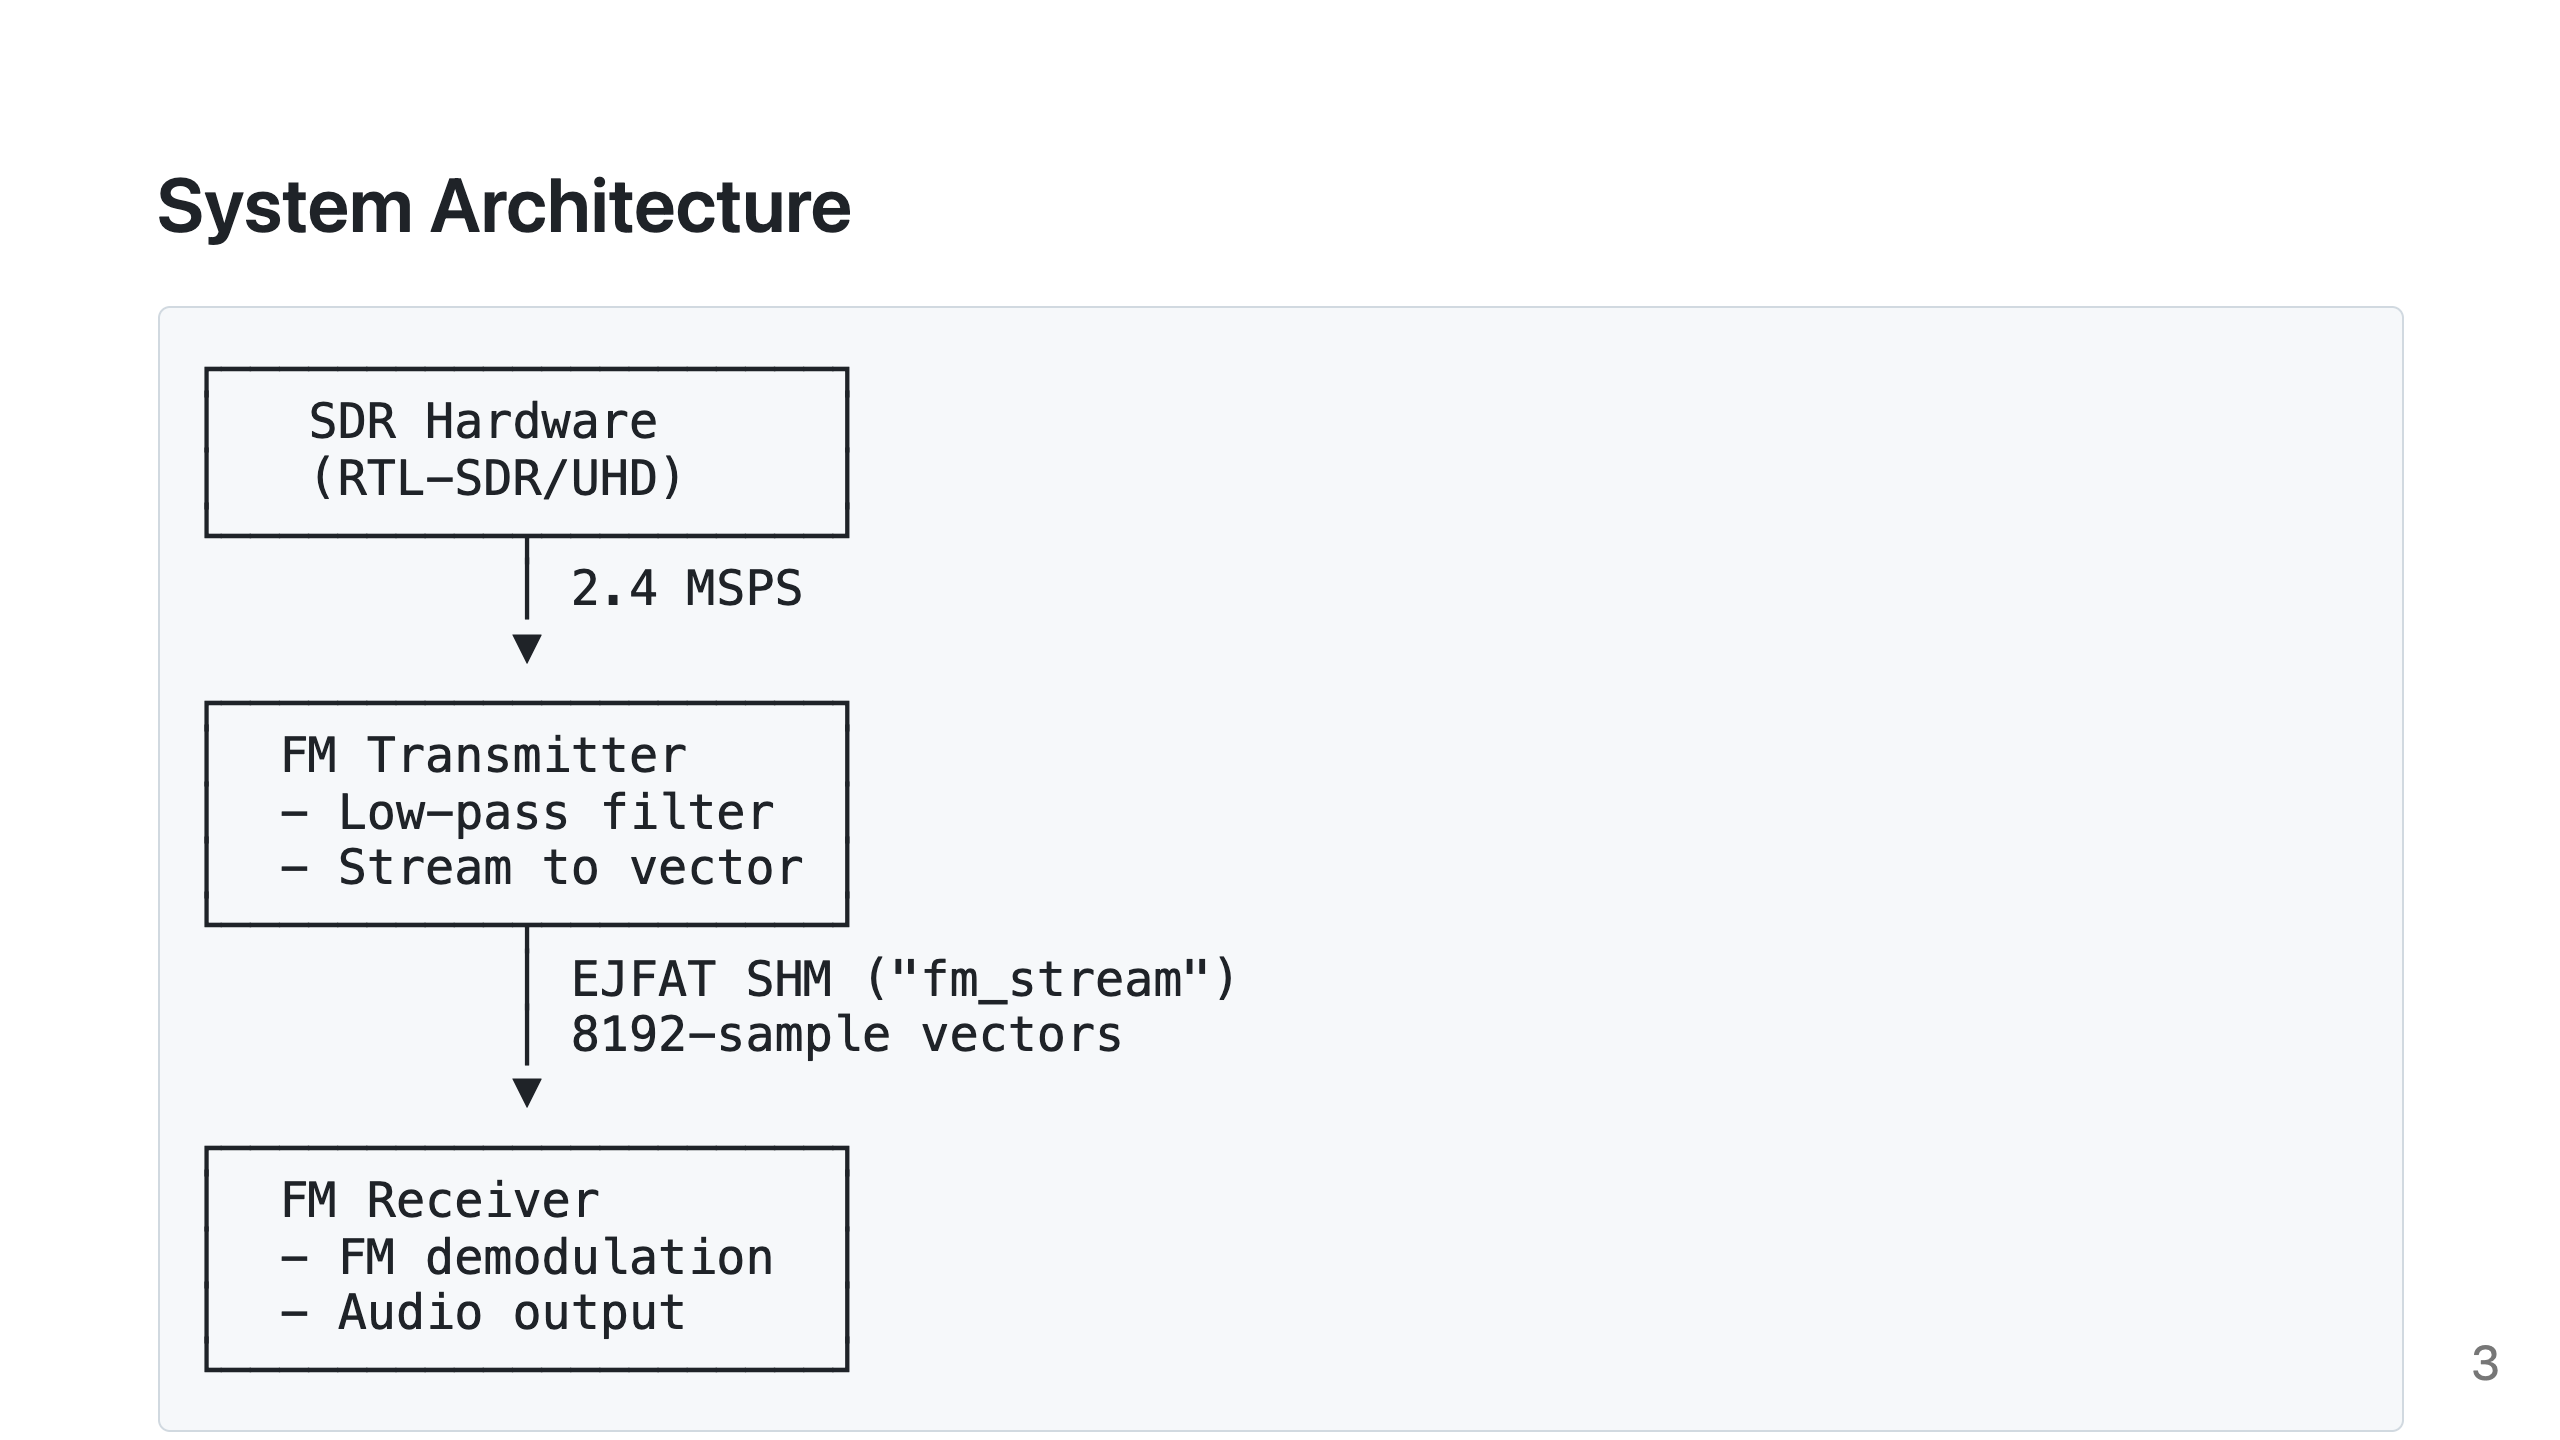 System Architecture
SDR Hardware
(RTL-SDR/UHD)
2.4 MSPS
FM Transmitter
- Low-pass filter
- Stream to vector
EJFAT SHM ("fm_stream")
8192-sample vectors
FM Receiver
- FM demodulation
- Audio output
3